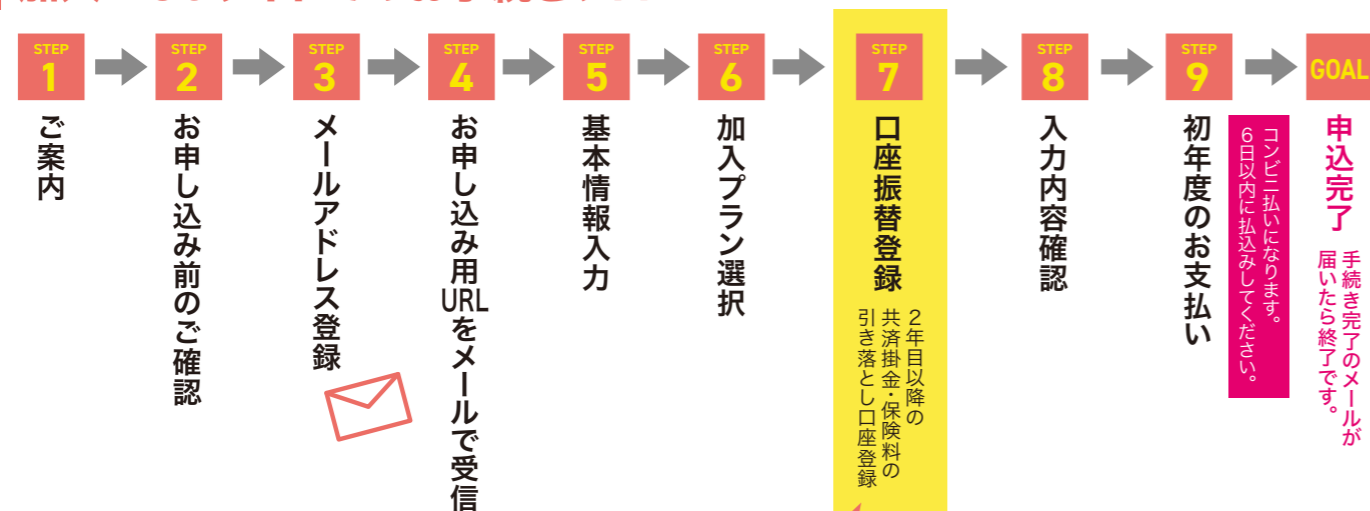 STEP
1
ご案内
STEP
2
お申し込み前のご確認
STEP
3
メールアドレス登録
STEP
4
お申し込み用URLをメールで受信
STEP
5
基本情報入力
STEP
6
加入プラン選択
STEP
7
口座振替登録
2年目以降の
共済掛金・保険料の
引き落とし口座登録
STEP
8
入力内容確認
STEP
9
初年度のお支払い
コンビニ払いになります。
6日以内に払込みしてください。
GOAL
申込完了
手続き完了のメールが
届いたら終了です。